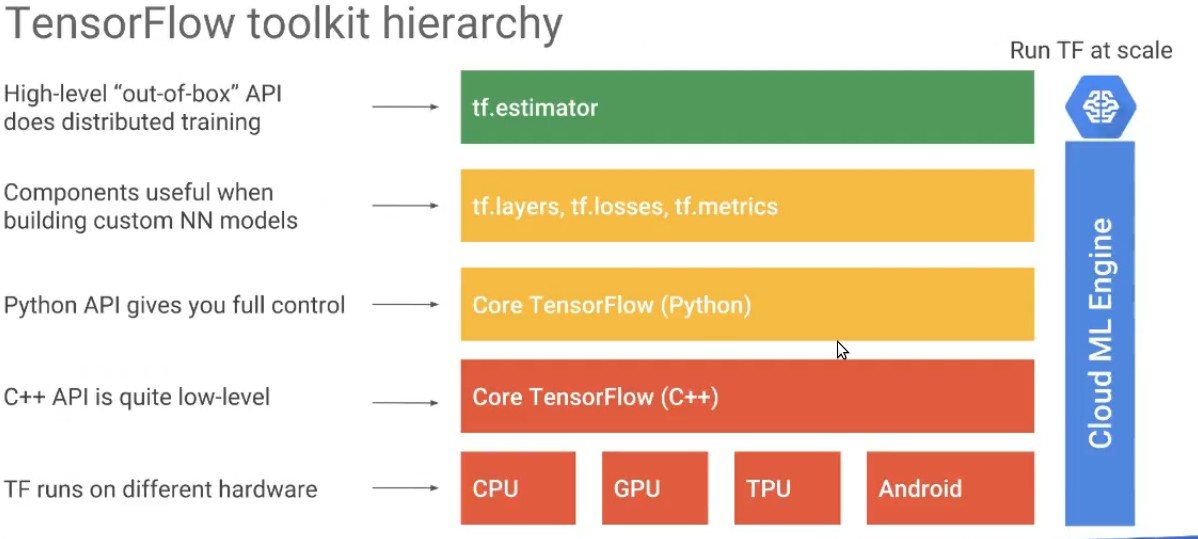 TensorFlow toolkit hierarchy
Run TF at scale
High-level “out-of-box” API
does distributed training
tf.estimator
Components useful when
building custom NN models
tf.layers, tf.losses, tf.metrics
Python API gives you full control
Core TensorFlow (Python)
C++ API is quite low-level
Core TensorFlow (C++)
TF runs on different hardware
CPU
GPU
TPU
Android
Cloud ML Engine